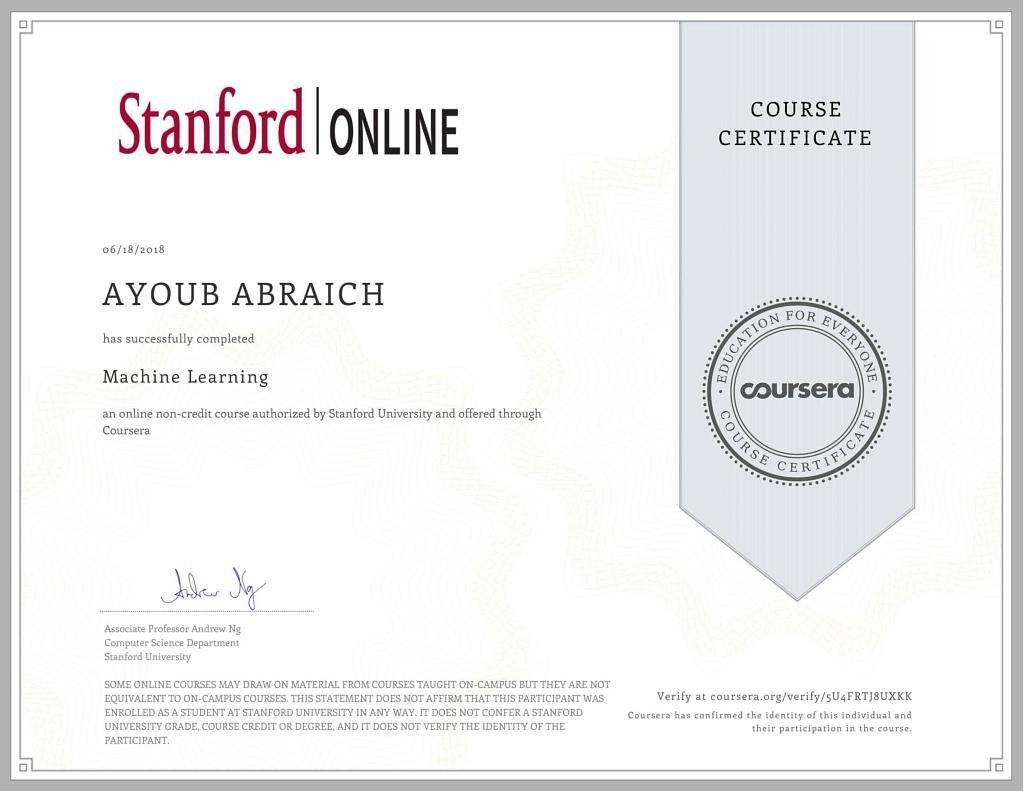 Stanford | ONLINE
COURSE
CERTIFICATE
06/18/2018
AYOUB ABRAICH
has successfully completed
Machine Learning
an online non-credit course authorized by Stanford University and offered through
Coursera
EDUCATION FOR EVERYONE
coursera
COURSE CERTIFICATE
Andrew Ng
Associate Professor Andrew Ng
Computer Science Department
Stanford University
SOME ONLINE COURSES MAY DRAW ON MATERIAL FROM COURSES TAUGHT ON-CAMPUS BUT THEY ARE NOT
EQUIVALENT TO ON-CAMPUS COURSES. THIS STATEMENT DOES NOT AFFIRM THAT THIS PARTICIPANT WAS
ENROLLED AS A STUDENT AT STANFORD UNIVERSITY IN ANY WAY. IT DOES NOT CONFER A STANFORD
UNIVERSITY GRADE, COURSE CREDIT OR DEGREE, AND IT DOES NOT VERIFY THE IDENTITY OF THE
PARTICIPANT.
Verify at coursera.org/verify/5U4FRTJ8UXKK
Coursera has confirmed the identity of this individual and
their participation in the course.